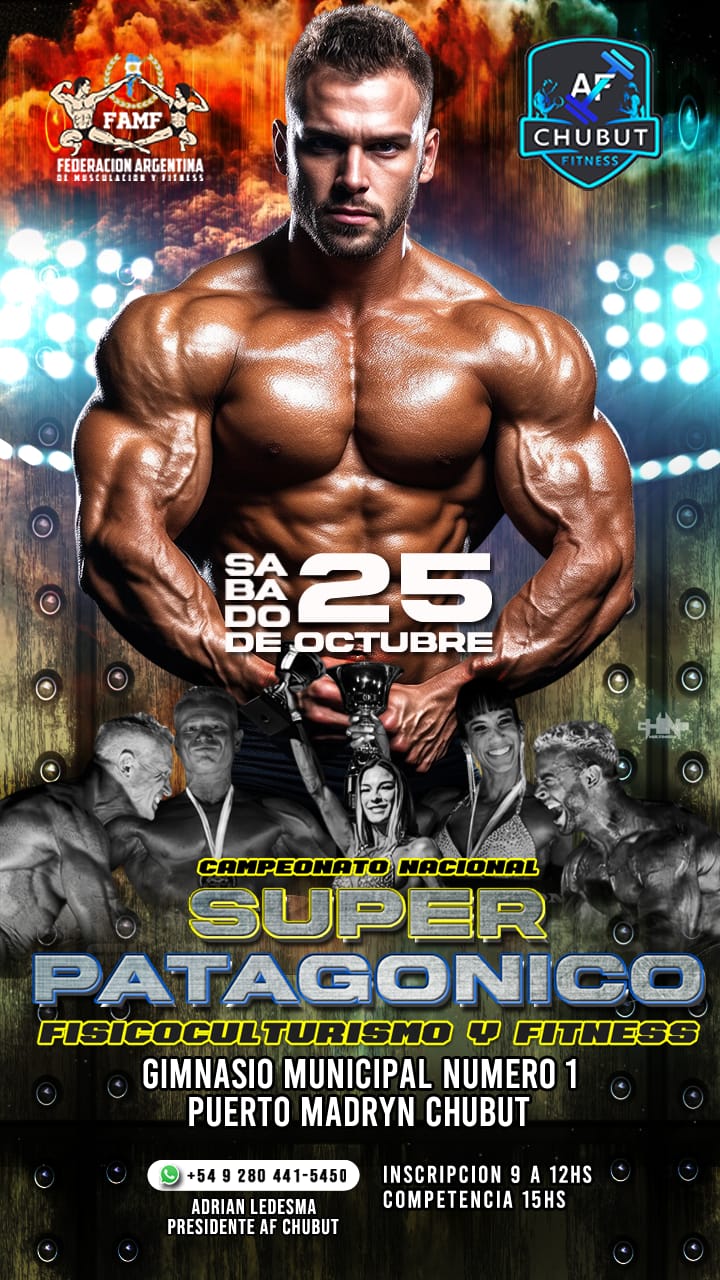 FAMF
FEDERACION ARGENTINA
DE MUSCULACION Y FITNESS
AF
CHUBUT
FITNESS
SA
BA
DO 25
DE OCTUBRE
CAMPEONATO NACIONAL
SUPER
PATAGONICO
FISICOCULTURISMO Y FITNESS
GIMNASIO MUNICIPAL NUMERO 1
PUERTO MADRYN CHUBUT
+54 9 280 441-5450
ADRIAN LEDESMA
PRESIDENTE AF CHUBUT
INSCRIPCION 9 A 12HS
COMPETENCIA 15HS